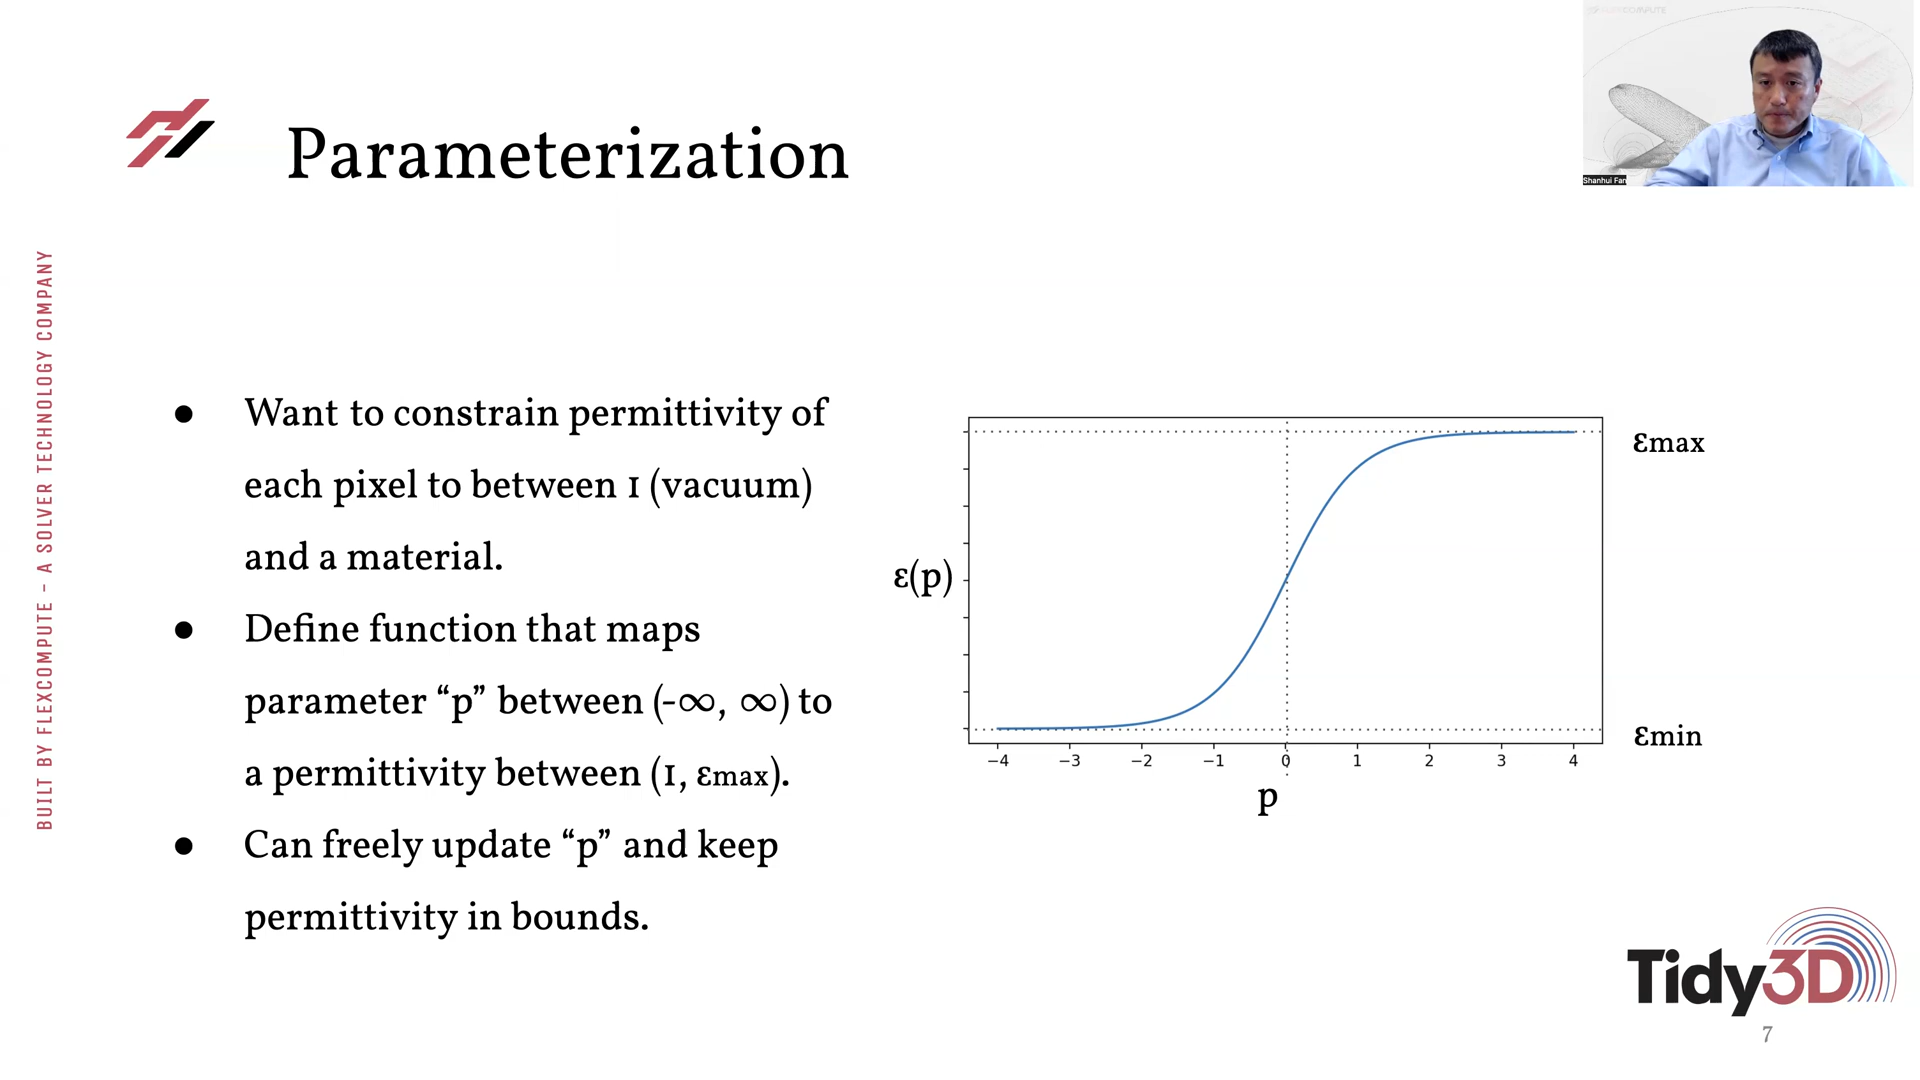 Parameterization
Shanhui Fan
BUILT BY FLEXCOMPUTE – A SOLVER TECHNOLOGY COMPANY
● Want to constrain permittivity of
each pixel to between 1 (vacuum)
and a material.
● Define function that maps
parameter “p” between (-∞, ∞) to
a permittivity between (1, εmax).
● Can freely update “p” and keep
permittivity in bounds.
εmax
ε(p)
εmin
−4 −3 −2 −1 0 1 2 3 4
p
Tidy3D
7